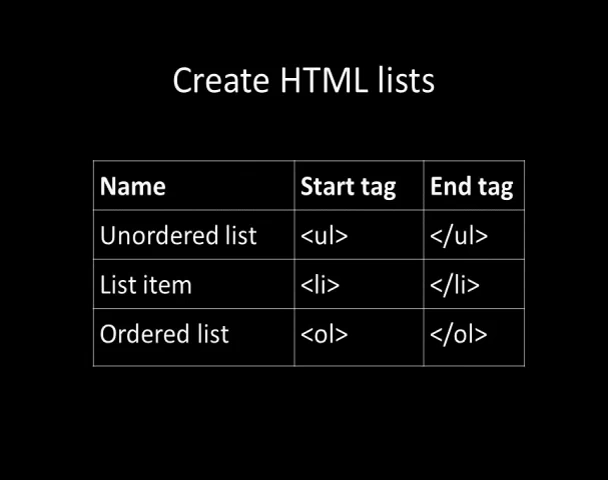 Create HTML lists
Name Start tag End tag
Unordered list <ul> </ul>
List item <li> </li>
Ordered list <ol> </ol>